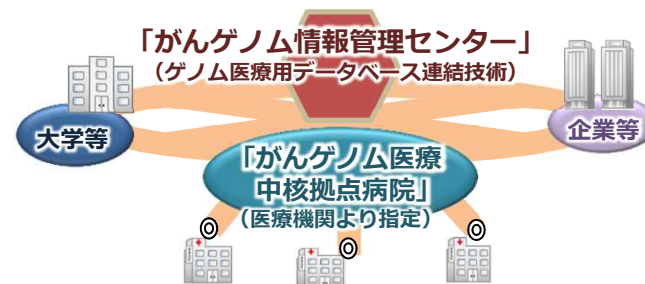 「がんゲノム情報管理センター」
（ゲノム医療用データベース連結技術）
大学等
企業等
「がんゲノム医療
中核拠点病院」
（医療機関より指定）